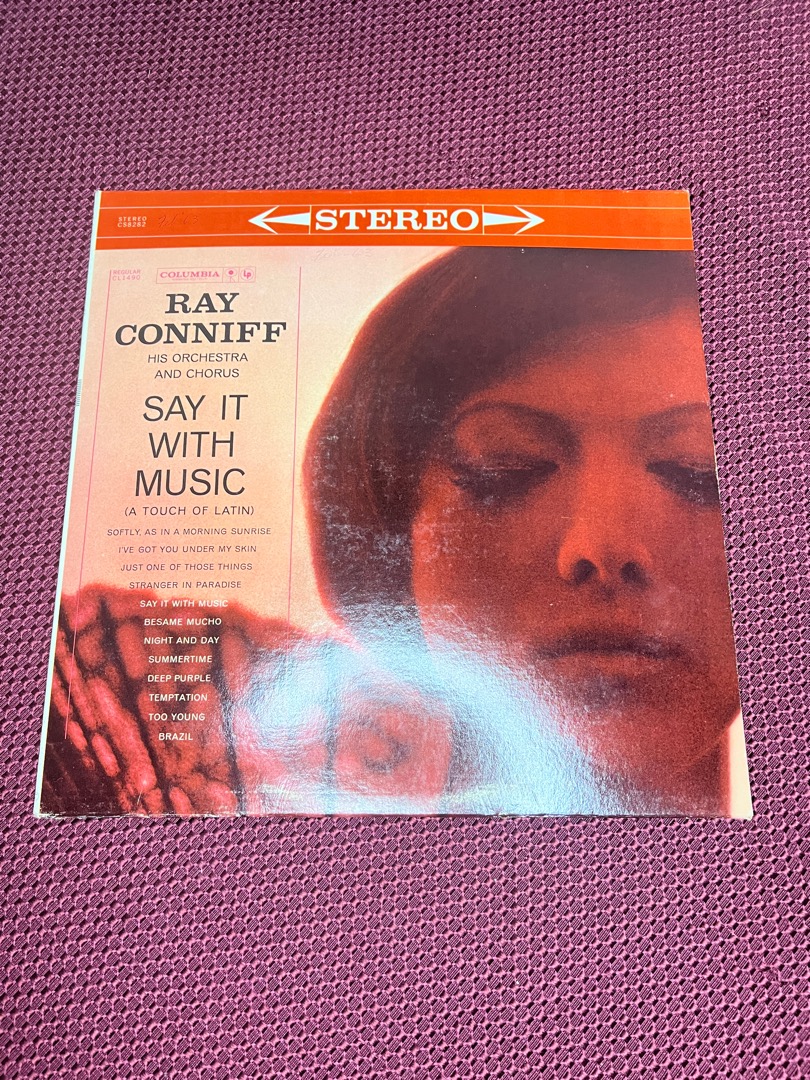 STEREO
CS8282
STEREO
REGULAR
CL1490
COLUMBIA
Lp
RAY
CONNIFF
HIS ORCHESTRA
AND CHORUS
SAY IT
WITH
MUSIC
(A TOUCH OF LATIN)
SOFTLY, AS IN A MORNING SUNRISE
I'VE GOT YOU UNDER MY SKIN
JUST ONE OF THOSE THINGS
STRANGER IN PARADISE
SAY IT WITH MUSIC
BESAME MUCHO
NIGHT AND DAY
SUMMERTIME
DEEP PURPLE
TEMPTATION
TOO YOUNG
BRAZIL